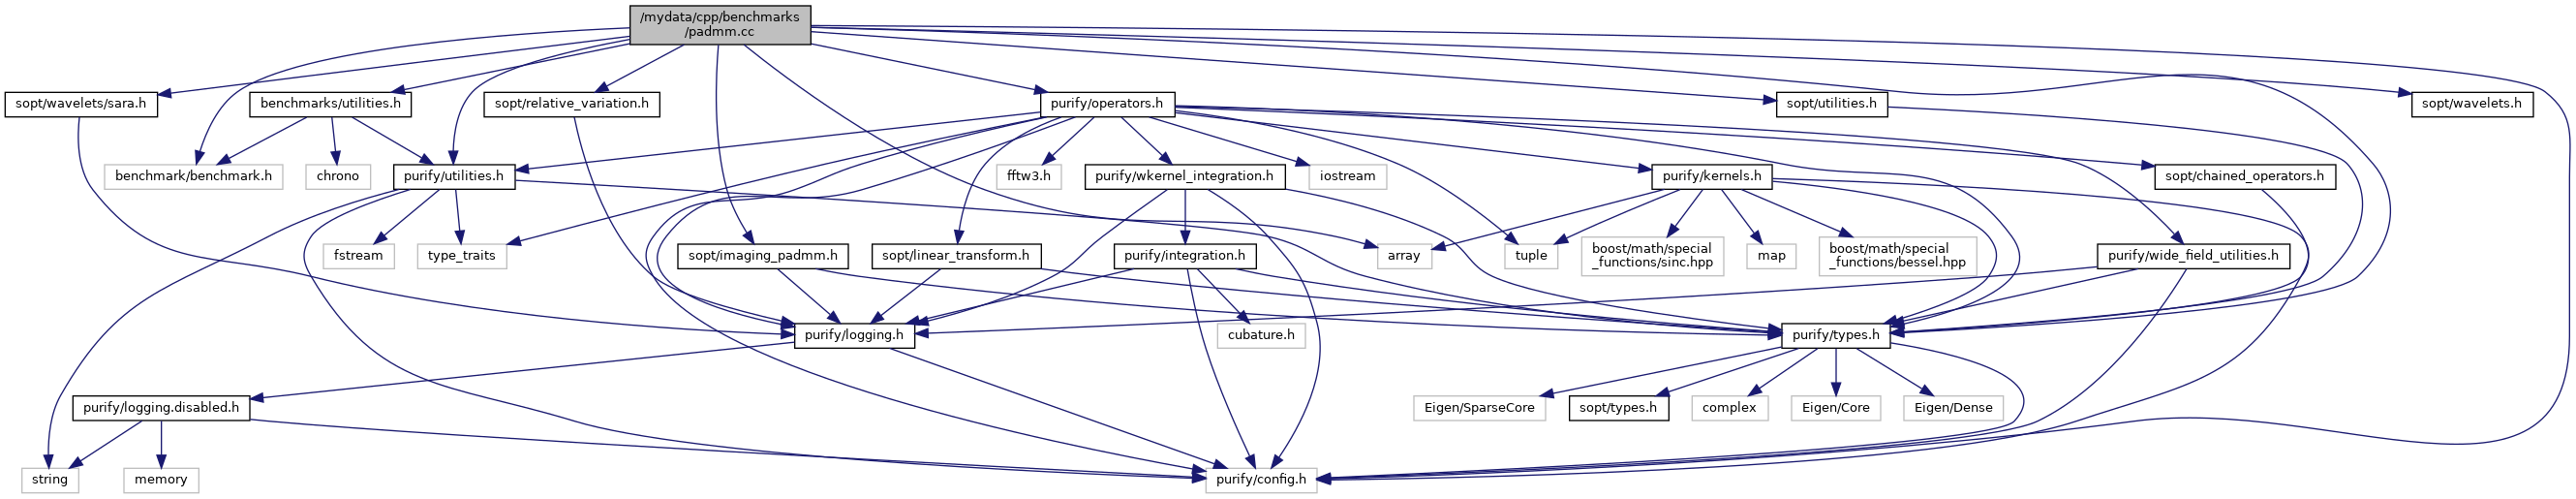 /mydata/cpp/benchmarks
/padmm.cc
sopt/wavelets/sara.h
benchmarks/utilities.h
sopt/relative_variation.h
purify/operators.h
sopt/utilities.h
sopt/wavelets.h
benchmark/benchmark.h
chrono
purify/utilities.h
fftw3.h
purify/wkernel_integration.h
iostream
purify/kernels.h
sopt/chained_operators.h
fstream
type_traits
sopt/imaging_padmm.h
sopt/linear_transform.h
purify/integration.h
array
tuple
boost/math/special
_functions/sinc.hpp
map
boost/math/special
_functions/bessel.hpp
purify/wide_field_utilities.h
purify/logging.h
cubature.h
purify/types.h
purify/logging.disabled.h
Eigen/SparseCore
sopt/types.h
complex
Eigen/Core
Eigen/Dense
string
memory
purify/config.h